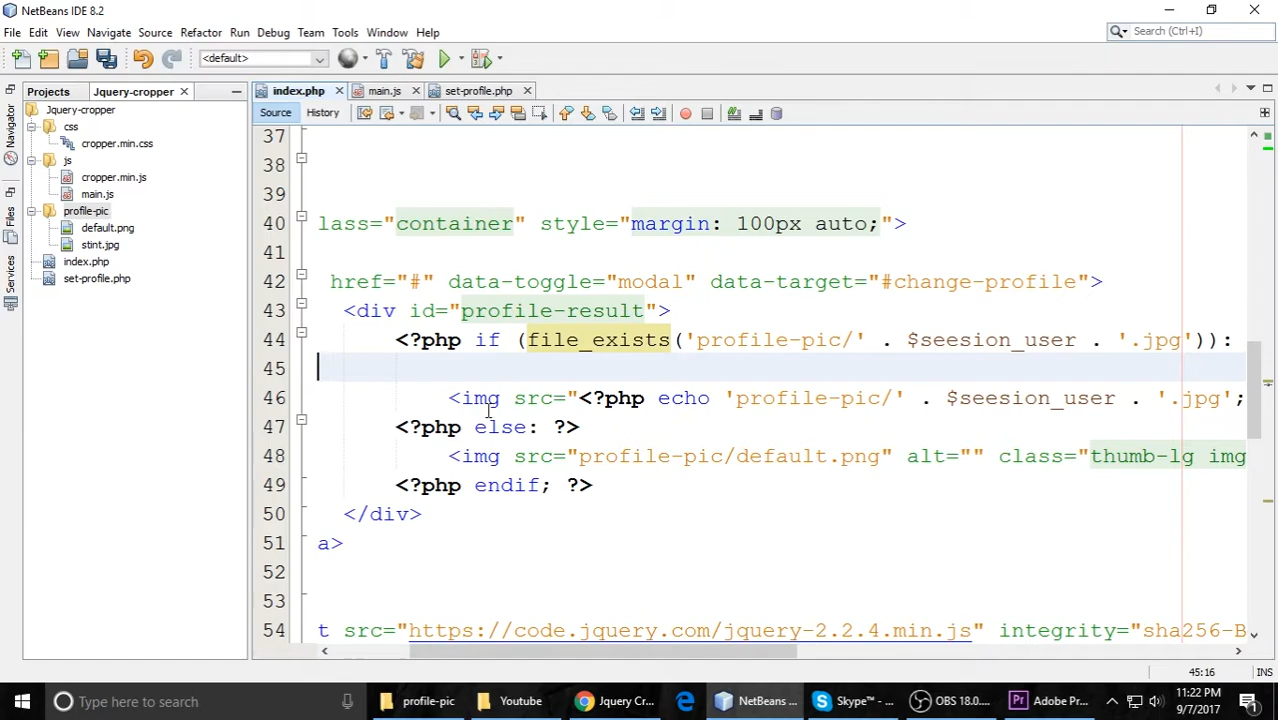 NetBeans IDE 8.2
File Edit View Navigate Source Refactor Run Debug Team Tools Window Help
Search (Ctrl+I)
<default>
Projects Jquery-cropper
index.php main.js set-profile.php
Source History
Navigator
Files
Services
Jquery-cropper
css
cropper.min.css
js
cropper.min.js
main.js
profile-pic
default.png
stint.jpg
index.php
set-profile.php
37
38
39
40 lass="container" style="margin: 100px auto;">
41
42 href="#" data-toggle="modal" data-target="#change-profile">
43 <div id="profile-result">
44 <?php if (file_exists('profile-pic/' . $seesion_user . '.jpg')):
45
46 <img src="<?php echo 'profile-pic/' . $seesion_user . '.jpg';
47 <?php else: ?>
48 <img src="profile-pic/default.png" alt="" class="thumb-lg img
49 <?php endif; ?>
50 </div>
51 a>
52
53
54 t src="https://code.jquery.com/jquery-2.2.4.min.js" integrity="sha256-B
45:16 INS
Type here to search
profile-pic
Youtube
Jquery Cr...
NetBeans ...
Skype™ - ...
OBS 18.0....
Pr Adobe Pr...
11:22 PM
9/7/2017
1